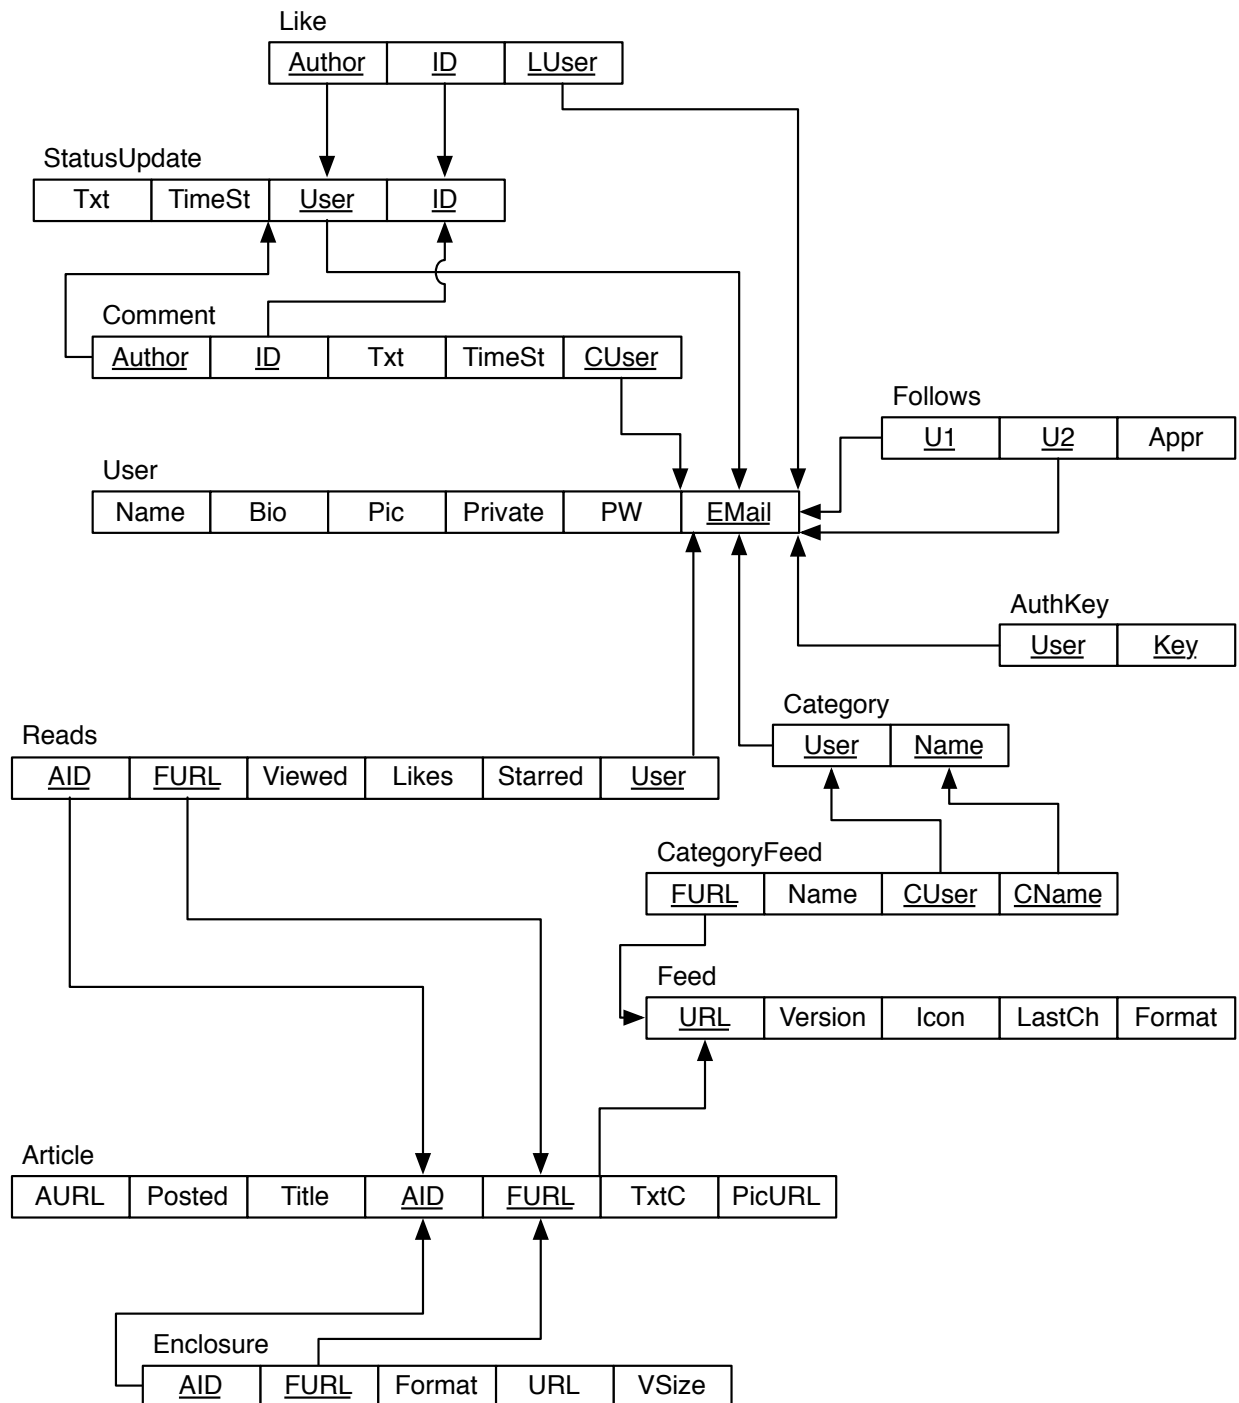 Like
Author ID LUser
StatusUpdate
Txt TimeSt User ID
Comment
Author ID Txt TimeSt CUser
Follows
U1 U2 Appr
User
Name Bio Pic Private PW EMail
AuthKey
User Key
Category
User Name
Reads
AID FURL Viewed Likes Starred User
CategoryFeed
FURL Name CUser CName
Feed
URL Version Icon LastCh Format
Article
AURL Posted Title AID FURL TxtC PicURL
Enclosure
AID FURL Format URL VSize